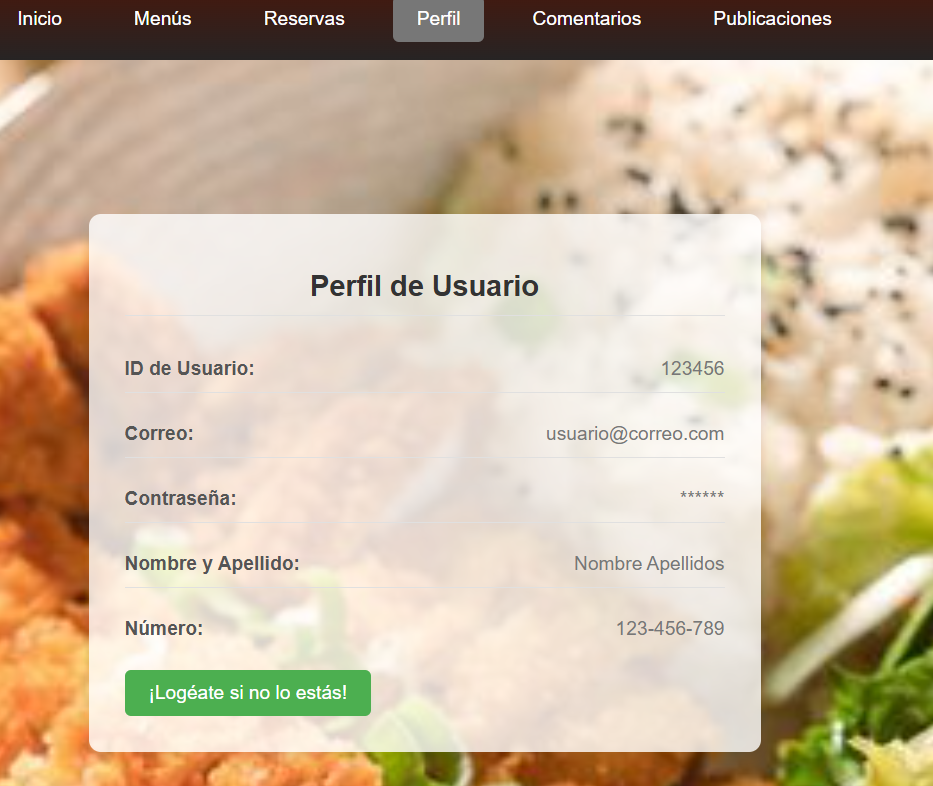 Inicio Menús Reservas Perfil Comentarios Publicaciones
Perfil de Usuario
ID de Usuario: 123456
Correo: usuario@correo.com
Contraseña: ******
Nombre y Apellido: Nombre Apellidos
Número: 123-456-789
¡Logéate si no lo estás!